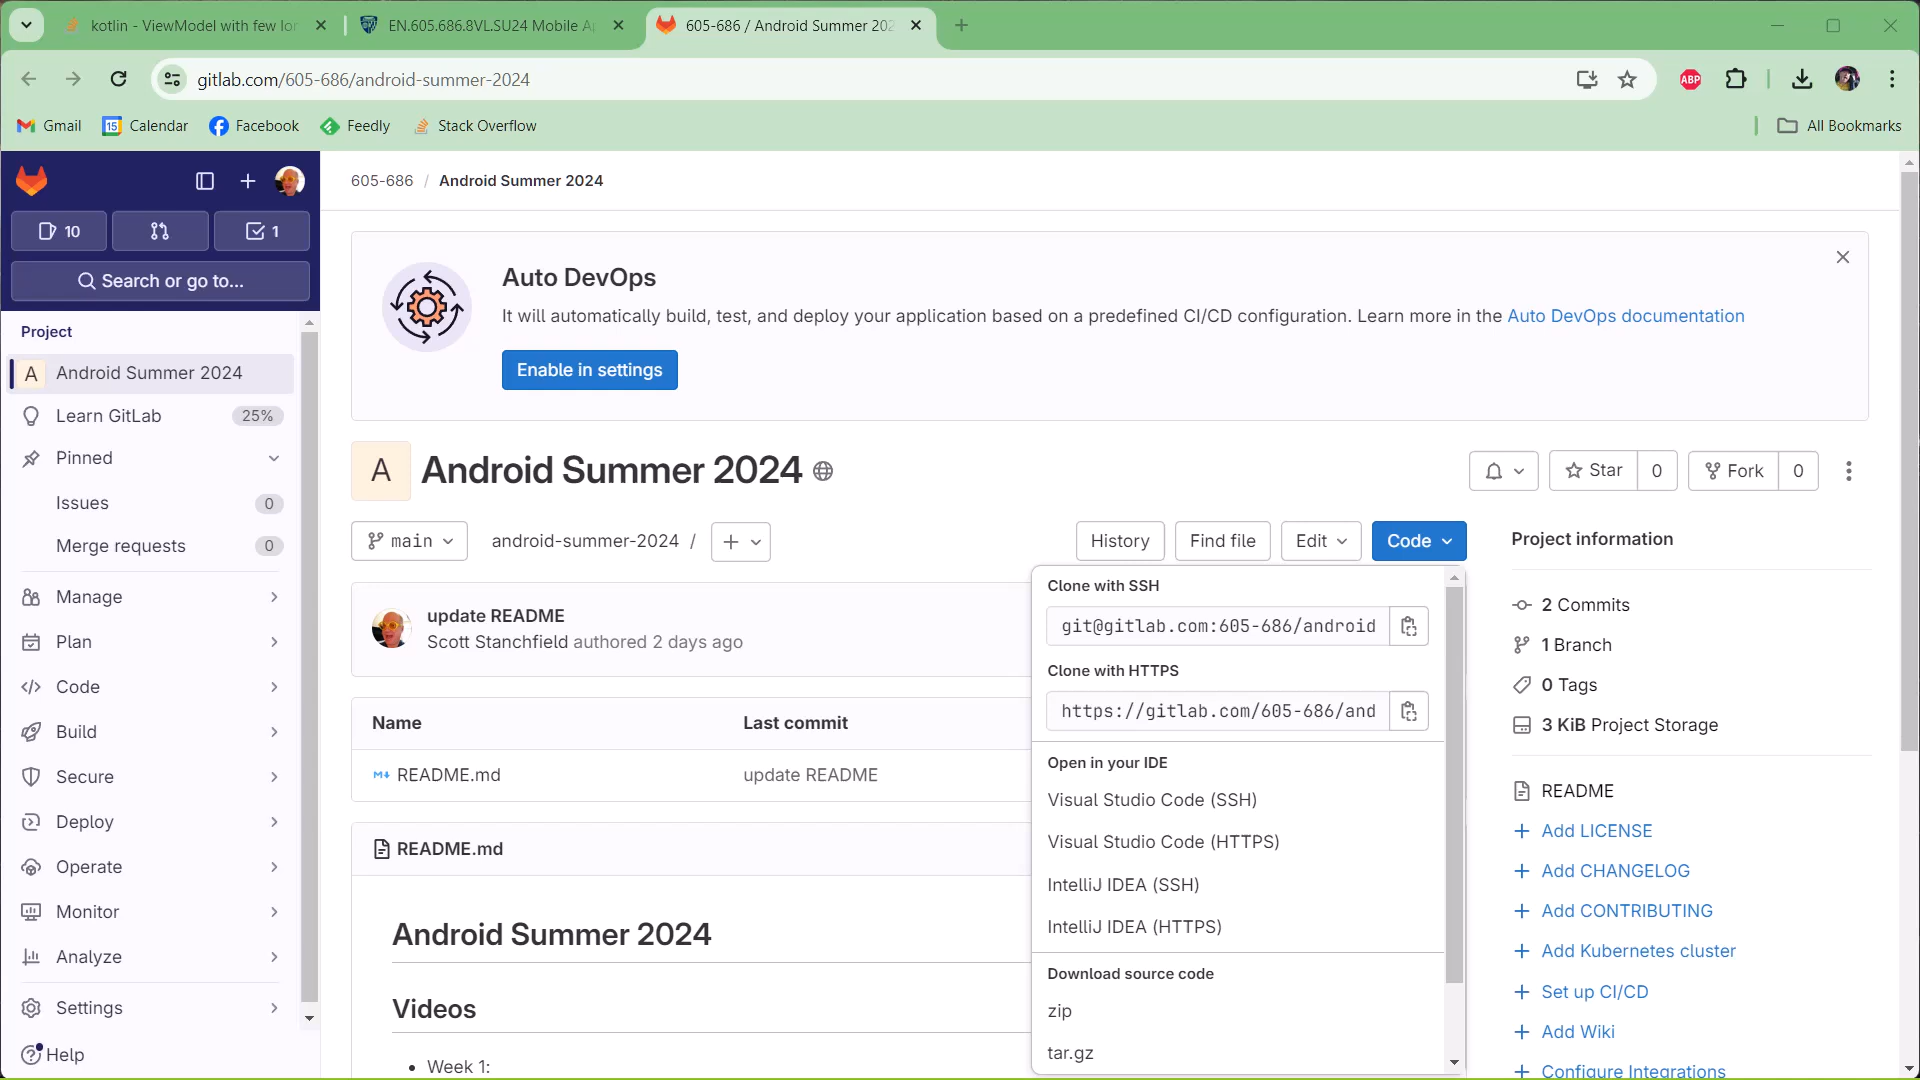 kotlin - ViewModel with few lon
EN.605.686.8VL.SU24 Mobile Ap
605-686 / Android Summer 202
gitlab.com/605-686/android-summer-2024
ABP
Gmail
15
Calendar
Facebook
Feedly
Stack Overflow
All Bookmarks
10
1
Search or go to...
605-686 / Android Summer 2024
Auto DevOps
It will automatically build, test, and deploy your application based on a predefined CI/CD configuration. Learn more in the Auto DevOps documentation
Enable in settings
Project
A Android Summer 2024
Learn GitLab 25%
Pinned
Issues 0
Merge requests 0
Manage
Plan
Code
Build
Secure
Deploy
Operate
Monitor
Analyze
Settings
Help
A
Android Summer 2024
Star 0
Fork 0
main
android-summer-2024 /
History
Find file
Edit
Code
update README
Scott Stanchfield authored 2 days ago
Name
Last commit
README.md
update README
README.md
Android Summer 2024
Videos
• Week 1:
Clone with SSH
git@gitlab.com:605-686/android
Clone with HTTPS
https://gitlab.com/605-686/and
Open in your IDE
Visual Studio Code (SSH)
Visual Studio Code (HTTPS)
IntelliJ IDEA (SSH)
IntelliJ IDEA (HTTPS)
Download source code
zip
tar.gz
Project information
2 Commits
1 Branch
0 Tags
3 KiB Project Storage
README
Add LICENSE
Add CHANGELOG
Add CONTRIBUTING
Add Kubernetes cluster
Set up CI/CD
Add Wiki
Configure Integrations